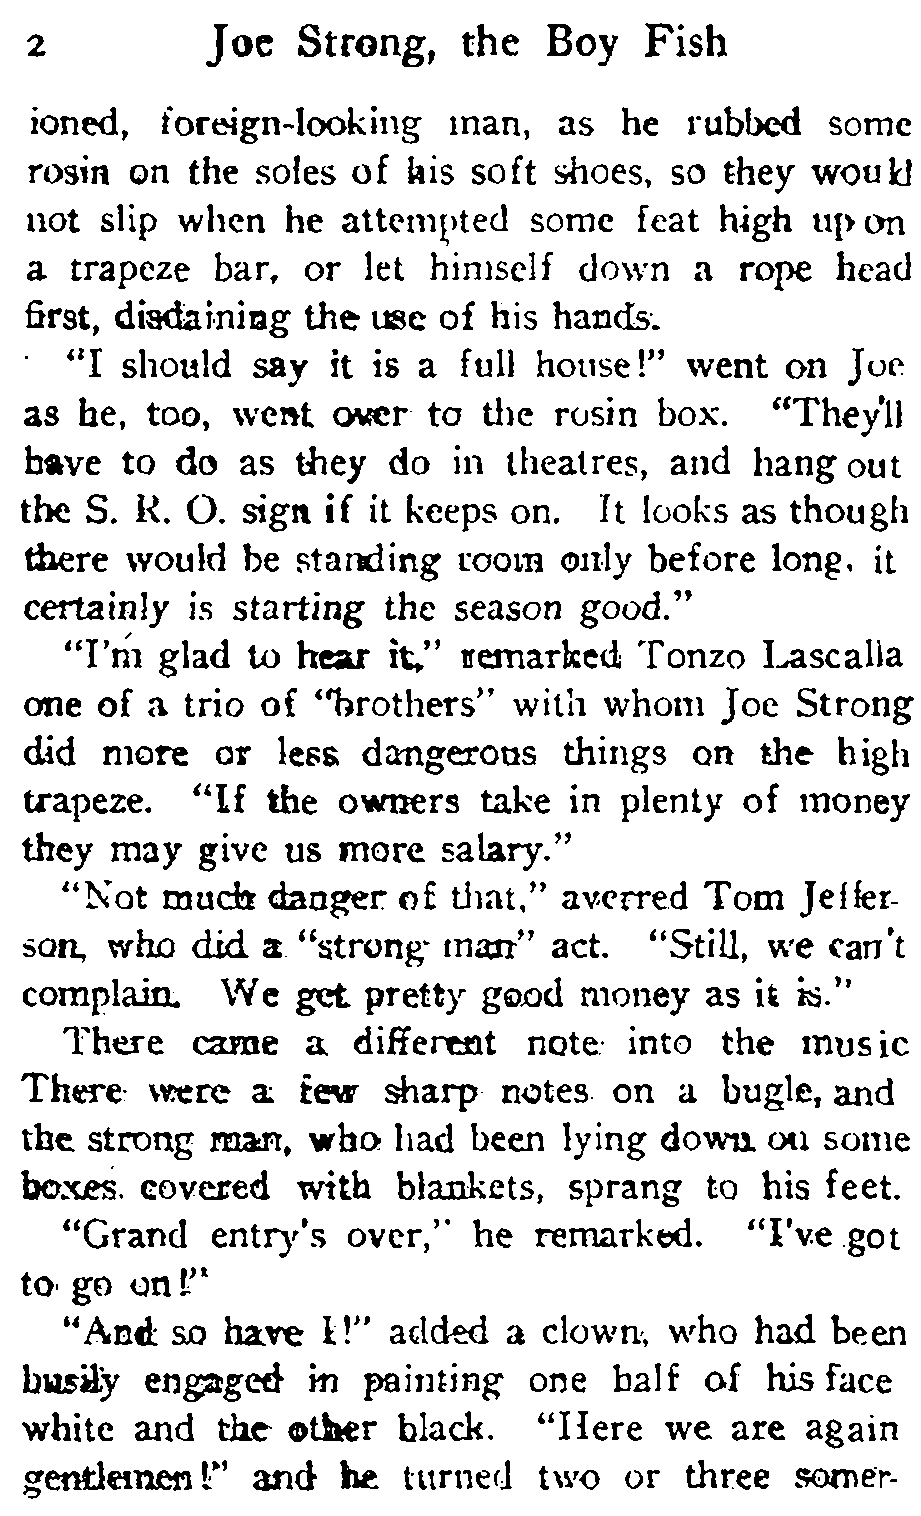 2 Joe Strong, the Boy Fish
ioned, foreign-looking man, as he rubbed some
rosin on the soles of his soft shoes, so they would
not slip when he attempted some feat high up on
a trapeze bar, or let himself down a rope head
first, disdaining the use of his hands.
"I should say it is a full house!" went on Joe
as he, too, went over to the rosin box. "They'll
have to do as they do in theatres, and hang out
the S. R. O. sign if it keeps on. It looks as though
there would be standing room only before long, it
certainly is starting the season good."
"I'm glad to hear it," remarked Tonzo Lascalla
one of a trio of "brothers" with whom Joe Strong
did more or less dangerous things on the high
trapeze. "If the owners take in plenty of money
they may give us more salary."
"Not much danger of that," averred Tom Jeffer-
son, who did a "strong man" act. "Still, we can't
complain. We get pretty good money as it is."
There came a different note into the music
There were a few sharp notes on a bugle, and
the strong man, who had been lying down on some
boxes covered with blankets, sprang to his feet.
"Grand entry's over," he remarked. "I've got
to go on!"
"And so have I!" added a clown, who had been
busily engaged in painting one half of his face
white and the other black. "Here we are again
gentlemen!" and he turned two or three somer-